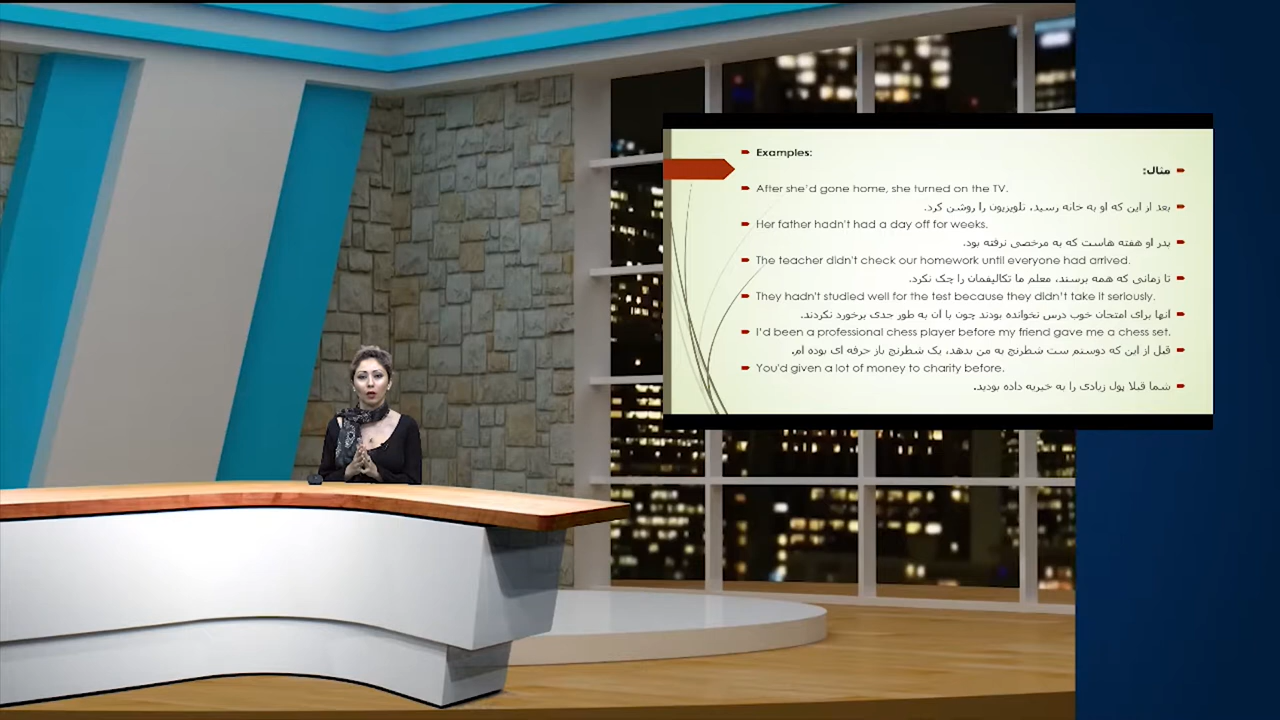 Examples:
مثال:
After she'd gone home, she turned on the TV.
بعد از این که او به خانه رسید، تلویزیون را روشن کرد.
Her father hadn't had a day off for weeks.
پدر او هفته هاست که به مرخصی نرفته بود.
The teacher didn't check our homework until everyone had arrived.
تا زمانی که همه برسند، معلم ما تکالیفمان را چک نکرد.
They hadn't studied well for the test because they didn't take it seriously.
آنها برای امتحان خوب درس نخوانده بودند چون با آن به طور جدی برخورد نکردند.
I'd been a professional chess player before my friend gave me a chess set.
قبل از این که دوستم ست شطرنج به من بدهد، یک شطرنج باز حرفه ای بوده ام.
You'd given a lot of money to charity before.
شما قبلا پول زیادی را به خیریه داده بودید.